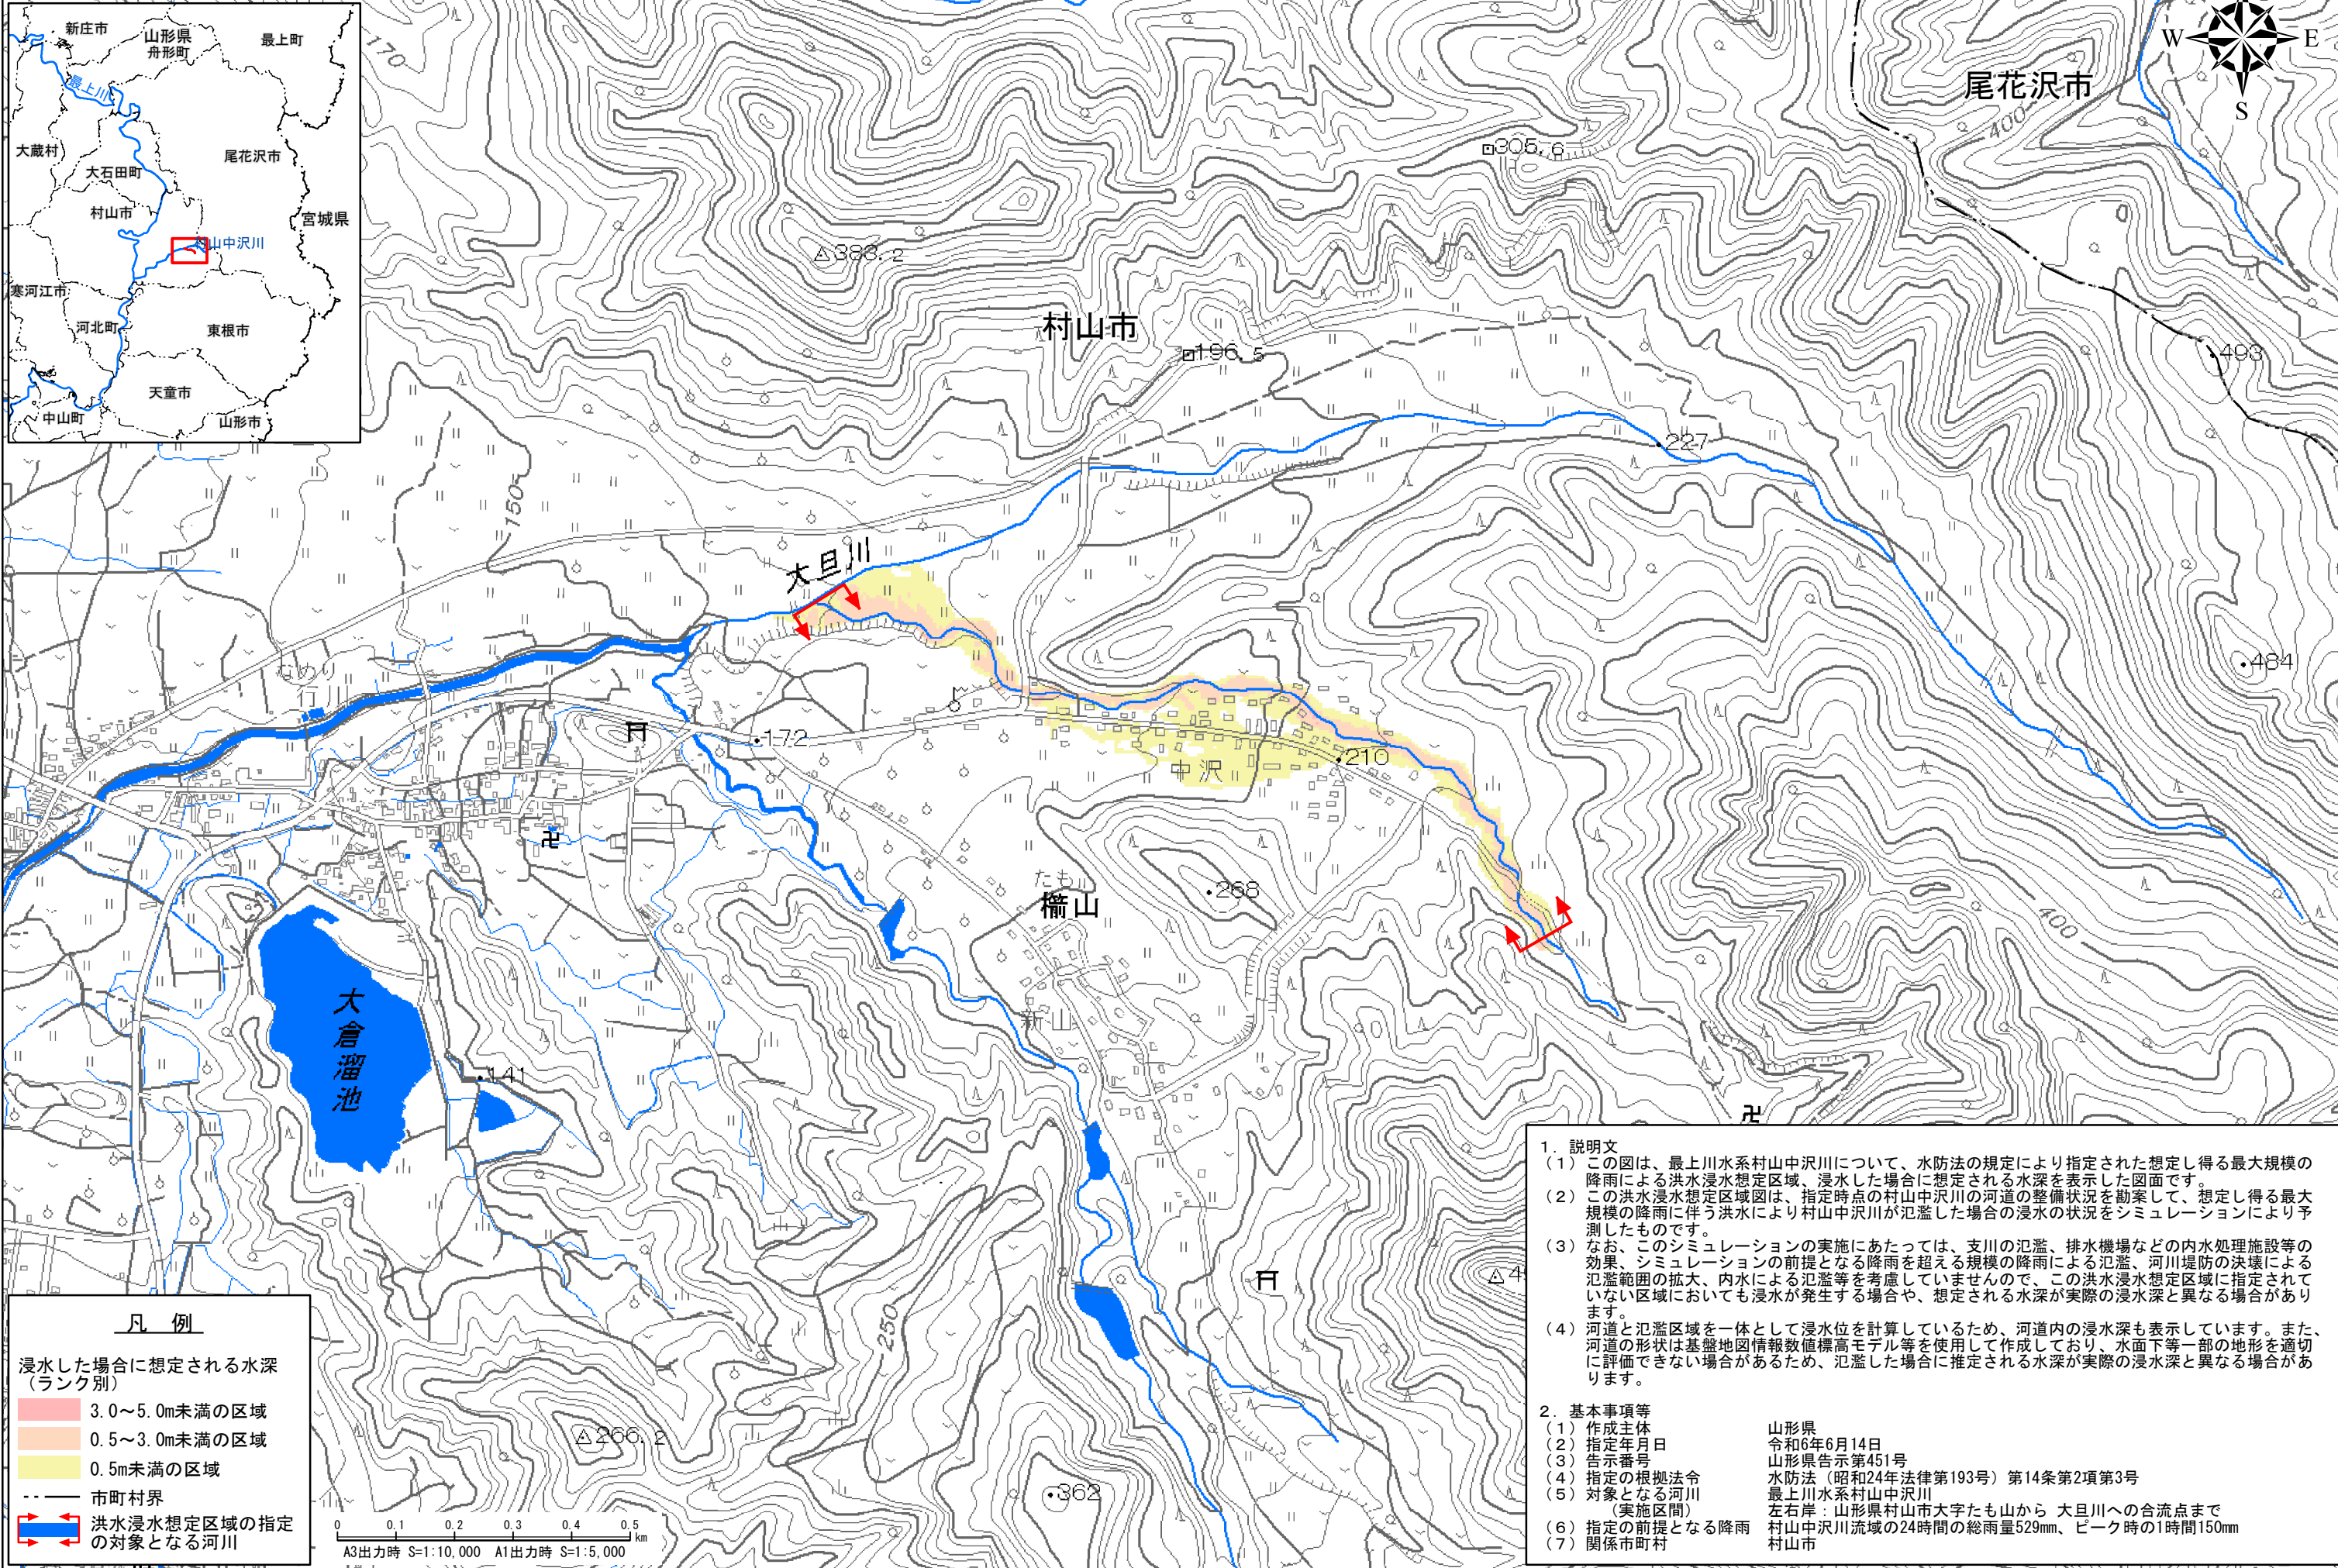 新庄市
山形県
舟形町
最上町
最上川
大蔵村
尾花沢市
大石田町
村山市
宮城県
村山中沢川
寒河江市
河北町
東根市
天童市
中山町
山形市
W
E
S
尾花沢市
170
400
305.6
383.2
村山市
196.5
493
227
150
大旦川
484
なめり
行川
172
210
中沢
たも
櫤山
268
400
大倉溜池
新山
141
250
266.2
362
凡 例
浸水した場合に想定される水深
(ランク別)
3.0～5.0m未満の区域
0.5～3.0m未満の区域
0.5m未満の区域
市町村界
洪水浸水想定区域の指定
の対象となる河川
0 0.1 0.2 0.3 0.4 0.5
km
A3出力時 S=1:10,000 A1出力時 S=1:5,000
1. 説明文
(1) この図は、最上川水系村山中沢川について、水防法の規定により指定された想定し得る最大規模の
降雨による洪水浸水想定区域、浸水した場合に想定される水深を表示した図面です。
(2) この洪水浸水想定区域図は、指定時点の村山中沢川の河道の整備状況を勘案して、想定し得る最大
規模の降雨に伴う洪水により村山中沢川が氾濫した場合の浸水の状況をシミュレーションにより予
測したものです。
(3) なお、このシミュレーションの実施にあたっては、支川の氾濫、排水機場などの内水処理施設等の
効果、シミュレーションの前提となる降雨を超える規模の降雨による氾濫、河川堤防の決壊による
氾濫範囲の拡大、内水による氾濫等を考慮していませんので、この洪水浸水想定区域に指定されて
いない区域においても浸水が発生する場合や、想定される水深が実際の浸水深と異なる場合があり
ます。
(4) 河道と氾濫区域を一体として浸水位を計算しているため、河道内の浸水深も表示しています。また、
河道の形状は基盤地図情報数値標高モデル等を使用して作成しており、水面下等一部の地形を適切
に評価できない場合があるため、氾濫した場合に推定される水深が実際の浸水深と異なる場合があ
ります。
2. 基本事項等
(1) 作成主体 山形県
(2) 指定年月日 令和6年6月14日
(3) 告示番号 山形県告示第451号
(4) 指定の根拠法令 水防法（昭和24年法律第193号）第14条第2項第3号
(5) 対象となる河川 最上川水系村山中沢川
(実施区間) 左右岸：山形県村山市大字たも山から 大旦川への合流点まで
(6) 指定の前提となる降雨 村山中沢川流域の24時間の総雨量529mm、ピーク時の1時間150mm
(7) 関係市町村 村山市